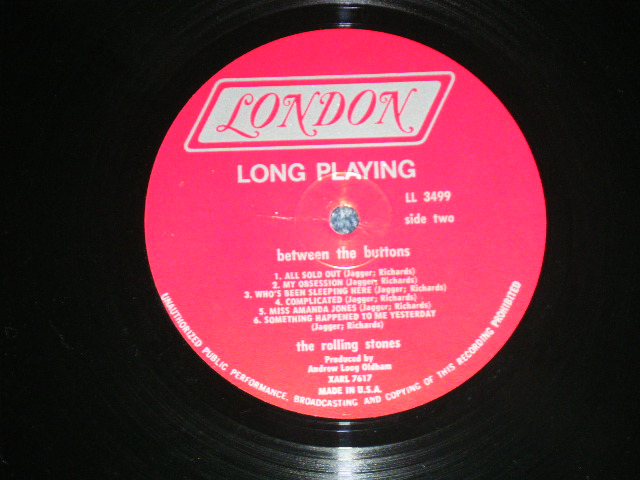 LONDON
LONG PLAYING
LL 3499
side two
between the buttons
1. ALL SOLD OUT (Jagger; Richards)
2. MY OBSESSION (Jagger; Richards)
3. WHO'S BEEN SLEEPING HERE (Jagger; Richards)
4. COMPLICATED (Jagger; Richards)
5. MISS AMANDA JONES (Jagger; Richards)
6. SOMETHING HAPPENED TO ME YESTERDAY
(Jagger; Richards)
the rolling stones
Produced by
Andrew Loog Oldham
XARL 7617
MADE IN U.S.A.
UNAUTHORIZED PUBLIC PERFORMANCE, BROADCASTING AND COPYING OF THIS RECORDING PROHIBITED